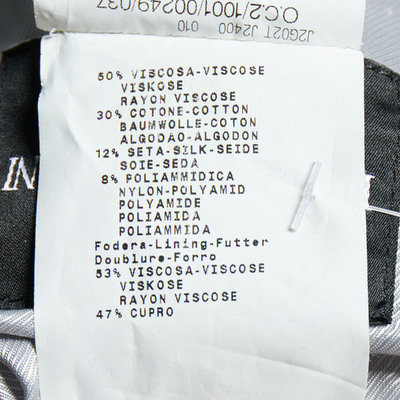 O.C.2/1001/00249/037
J2G02T J2400 010
50% VISCOSA-VISCOSE
VISKOSE
RAYON VISCOSE
30% COTONE-COTTON
BAUMWOLLE-COTON
ALGODAO-ALGODON
12% SETA-SILK-SEIDE
SOIE-SEDA
8% POLIAMMIDICA
NYLON-POLYAMID
POLYAMIDE
POLIAMIDA
POLIAMMIDA
Fodera-Lining-Futter
Doublure-Forro
53% VISCOSA-VISCOSE
VISKOSE
RAYON VISCOSE
47% CUPRO